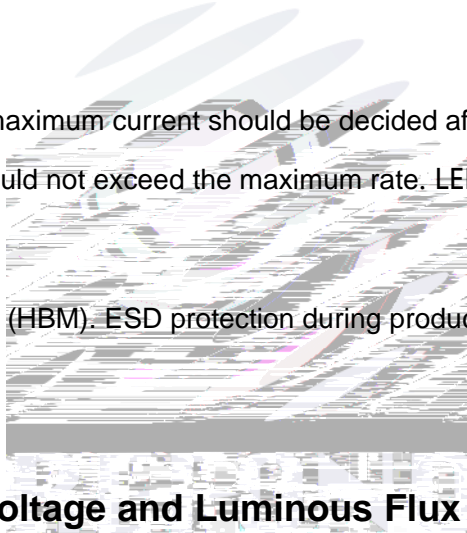 maximum current should be decided af
uld not exceed the maximum rate. LE
(HBM). ESD protection during produc
oltage and Luminous Flux